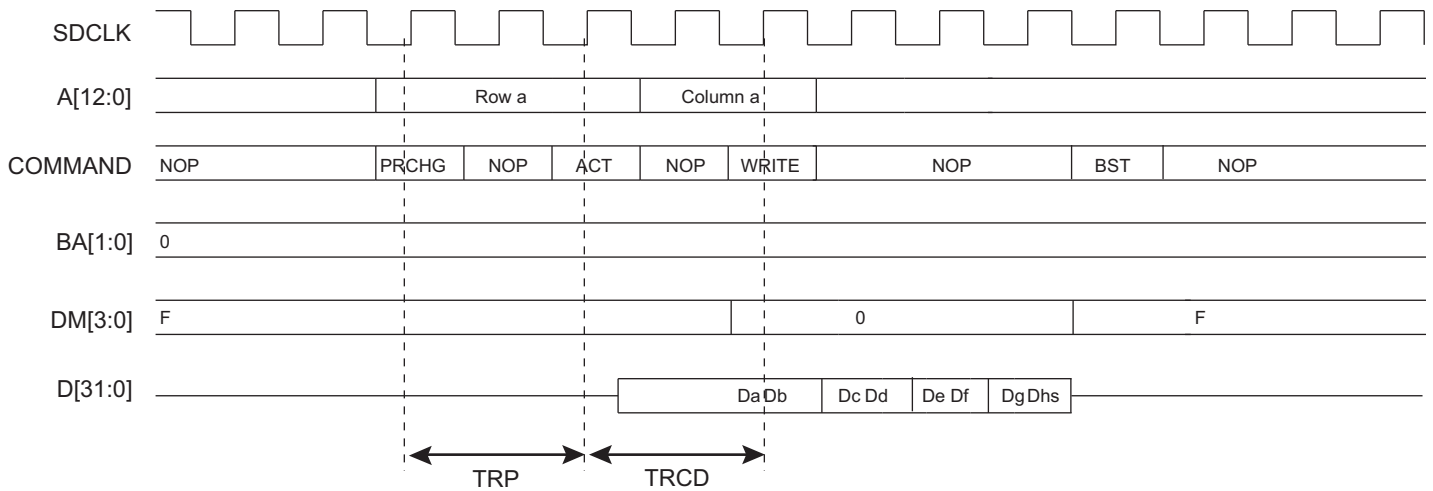 SDCLK
A[12:0] Row a Column a
COMMAND NOP PRCHG NOP ACT NOP WRITE NOP BST NOP
BA[1:0] 0
DM[3:0] F 0 F
D[31:0] Da Db Dc Dd De Df Dg Dhs
TRP TRCD